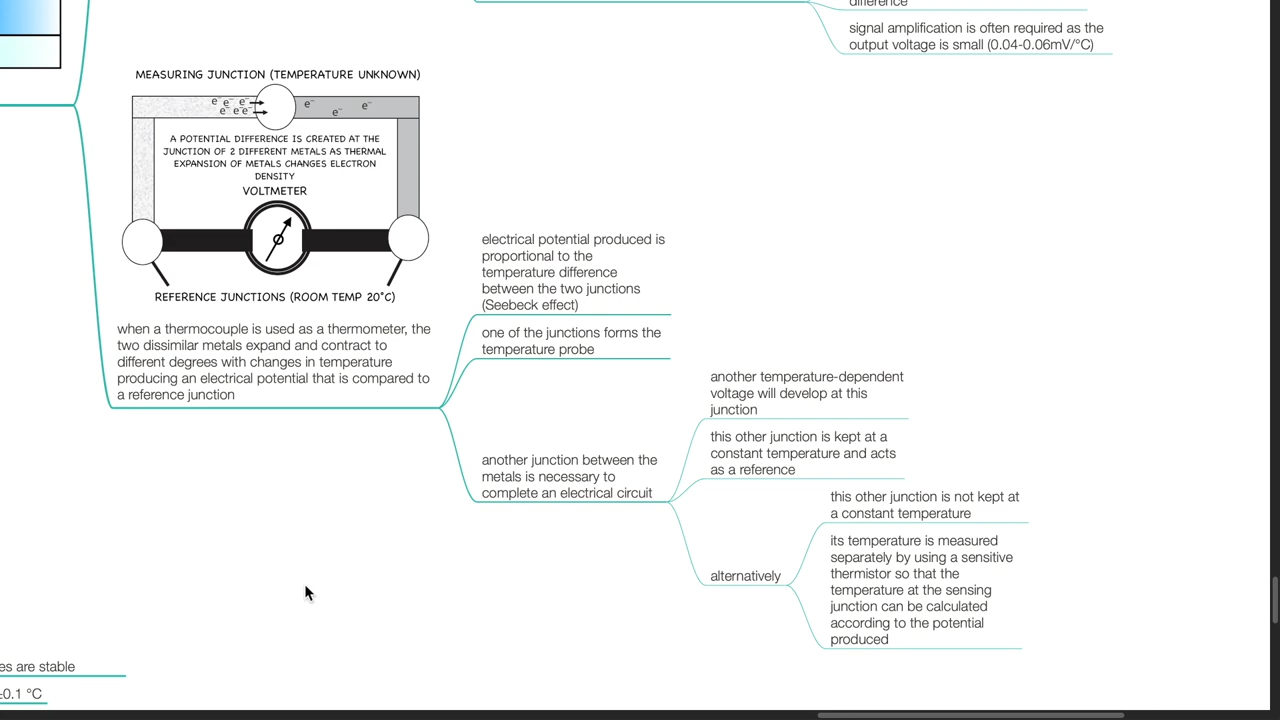 difference
signal amplification is often required as the
output voltage is small (0.04-0.06mV/°C)
MEASURING JUNCTION (TEMPERATURE UNKNOWN)
e⁻ e⁻ e⁻ e⁻ e⁻
e⁻ e⁻ e⁻ e⁻
A POTENTIAL DIFFERENCE IS CREATED AT THE
JUNCTION OF 2 DIFFERENT METALS AS THERMAL
EXPANSION OF METALS CHANGES ELECTRON
DENSITY
VOLTMETER
REFERENCE JUNCTIONS (ROOM TEMP 20°C)
when a thermocouple is used as a thermometer, the
two dissimilar metals expand and contract to
different degrees with changes in temperature
producing an electrical potential that is compared to
a reference junction
electrical potential produced is
proportional to the
temperature difference
between the two junctions
(Seebeck effect)
one of the junctions forms the
temperature probe
another junction between the
metals is necessary to
complete an electrical circuit
another temperature-dependent
voltage will develop at this
junction
this other junction is kept at a
constant temperature and acts
as a reference
alternatively
this other junction is not kept at
a constant temperature
its temperature is measured
separately by using a sensitive
thermistor so that the
temperature at the sensing
junction can be calculated
according to the potential
produced
es are stable
±0.1 °C